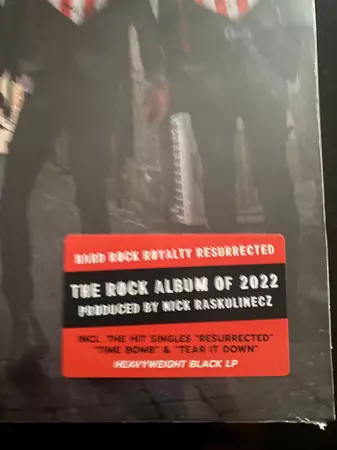 HARD ROCK ROYALTY RESURRECTED
THE ROCK ALBUM OF 2022
PRODUCED BY NICK RASKULINECZ
INCL. THE HIT SINGLES "RESURRECTED"
"TIME BOMB" & "TEAR IT DOWN"
HEAVYWEIGHT BLACK LP